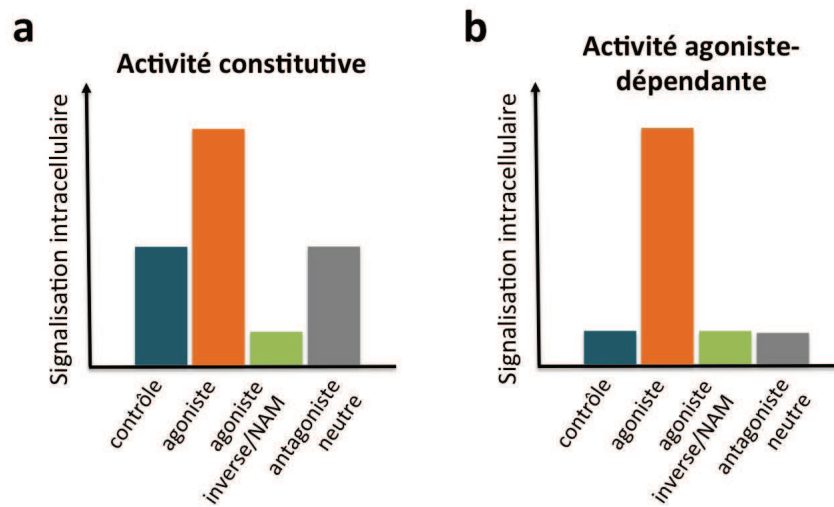 a
Activité constitutive
Signalisation intracellulaire
contrôle
agoniste
agoniste
inverse/NAM
antagoniste
neutre
b
Activité agoniste-
dépendante
Signalisation intracellulaire
contrôle
agoniste
agoniste
inverse/NAM
antagoniste
neutre